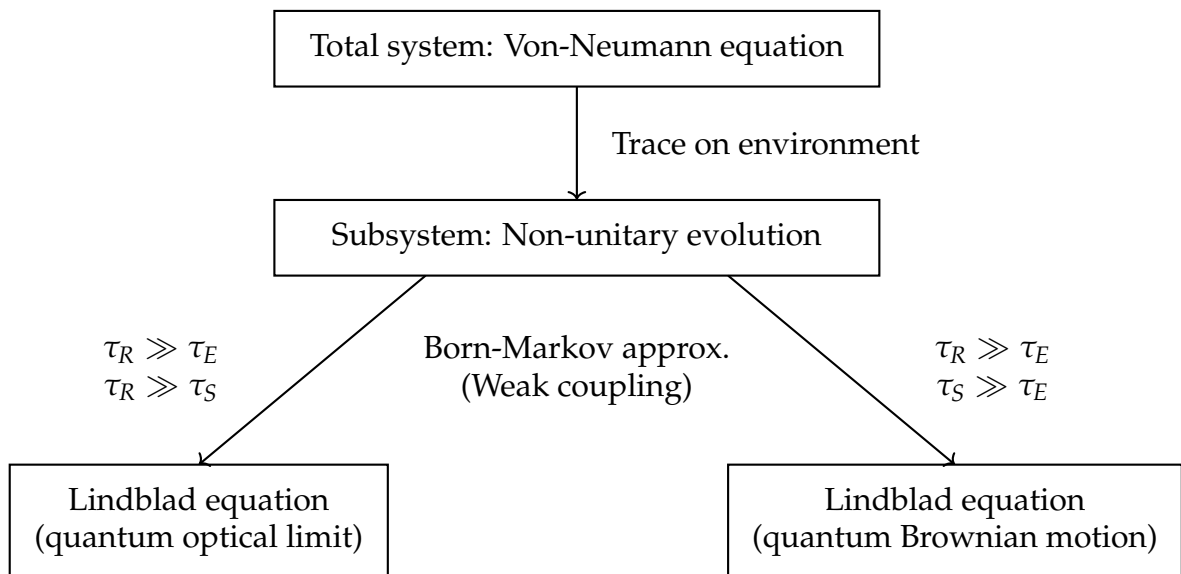 Total system: Von-Neumann equation
Trace on environment
Subsystem: Non-unitary evolution
τ_R ≫ τ_E
τ_R ≫ τ_S
Born-Markov approx.
(Weak coupling)
τ_R ≫ τ_E
τ_S ≫ τ_E
Lindblad equation
(quantum optical limit)
Lindblad equation
(quantum Brownian motion)